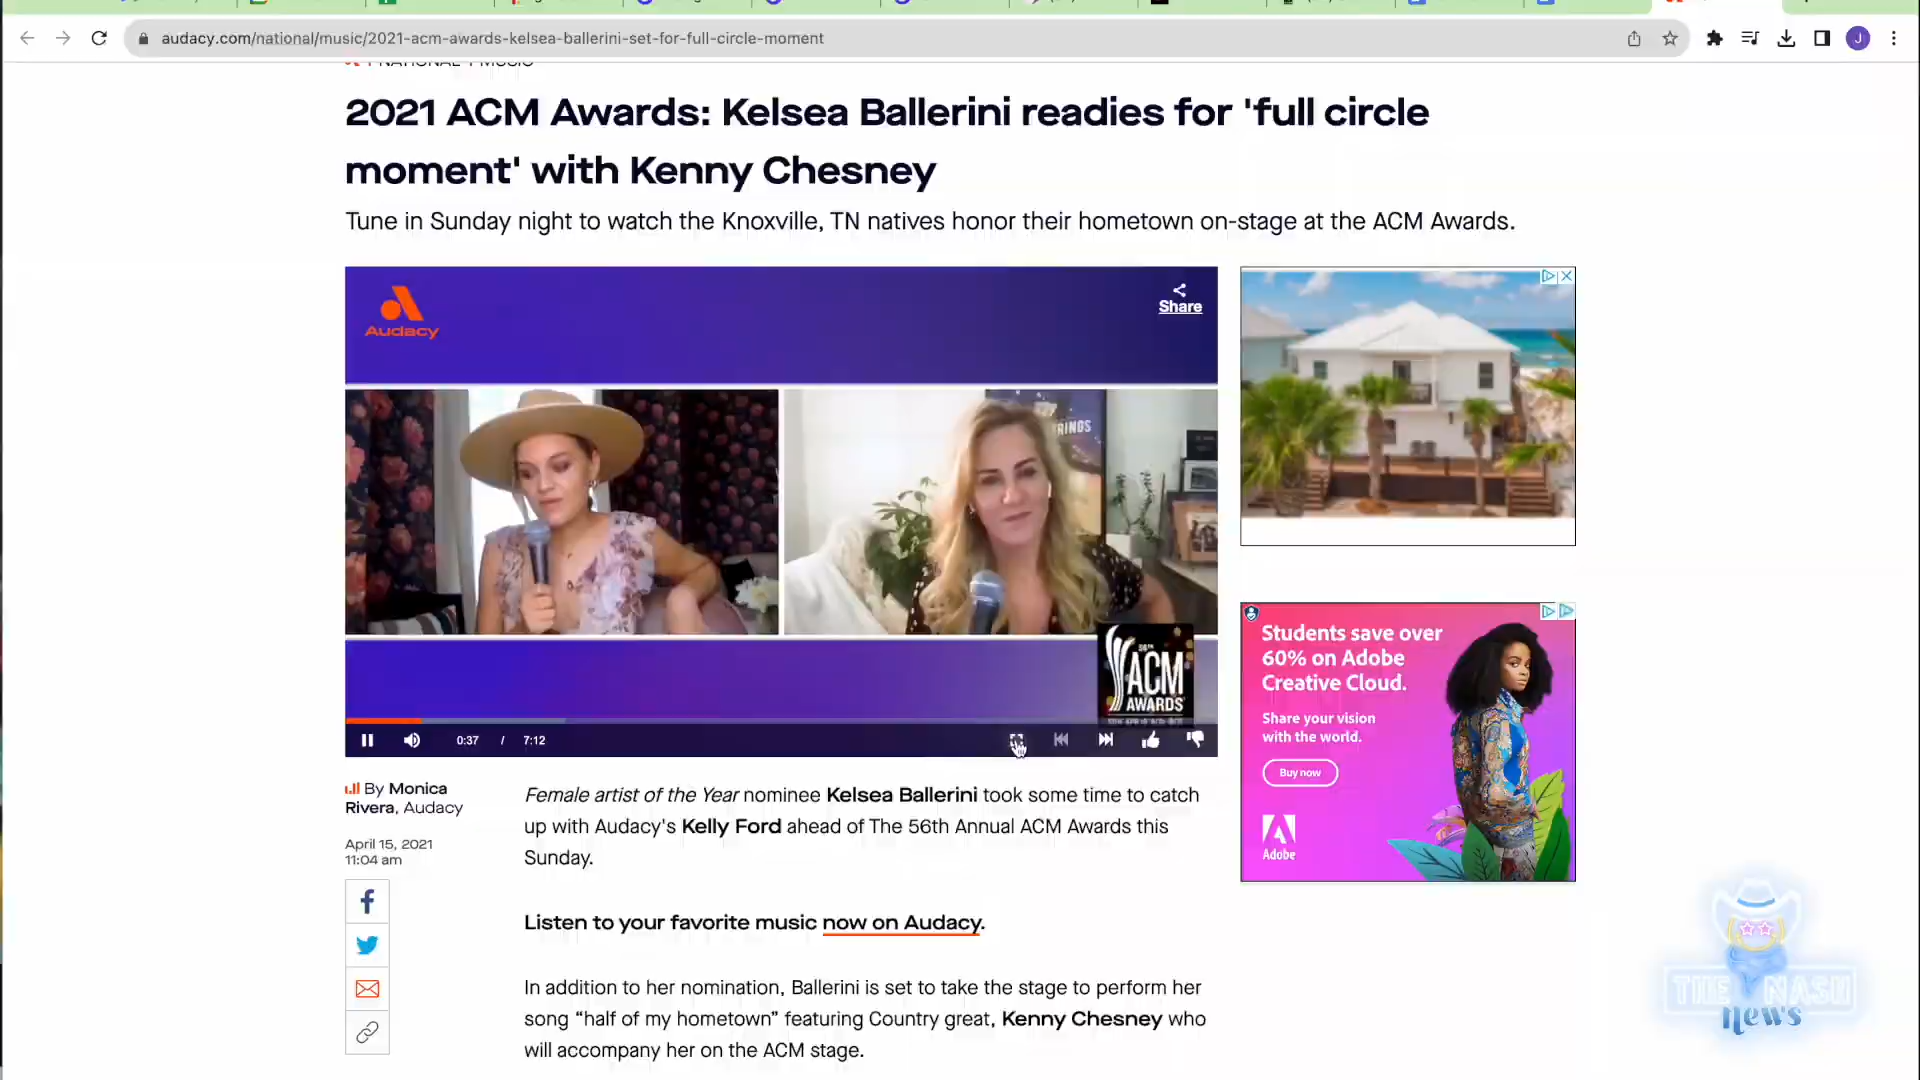 audacy.com/national/music/2021-acm-awards-kelsea-ballerini-set-for-full-circle-moment
J
NATIONAL MUSIC
2021 ACM Awards: Kelsea Ballerini readies for 'full circle
moment' with Kenny Chesney
Tune in Sunday night to watch the Knoxville, TN natives honor their hometown on-stage at the ACM Awards.
Audacy
Share
RINGS
56TH
ACM
AWARDS
0:37 / 7:12
By Monica
Rivera, Audacy
April 15, 2021
11:04 am
Female artist of the Year nominee Kelsea Ballerini took some time to catch
up with Audacy's Kelly Ford ahead of The 56th Annual ACM Awards this
Sunday.
Listen to your favorite music now on Audacy.
In addition to her nomination, Ballerini is set to take the stage to perform her
song “half of my hometown” featuring Country great, Kenny Chesney who
will accompany her on the ACM stage.
Students save over
60% on Adobe
Creative Cloud.
Share your vision
with the world.
Buy now
Adobe
THE NASH
News